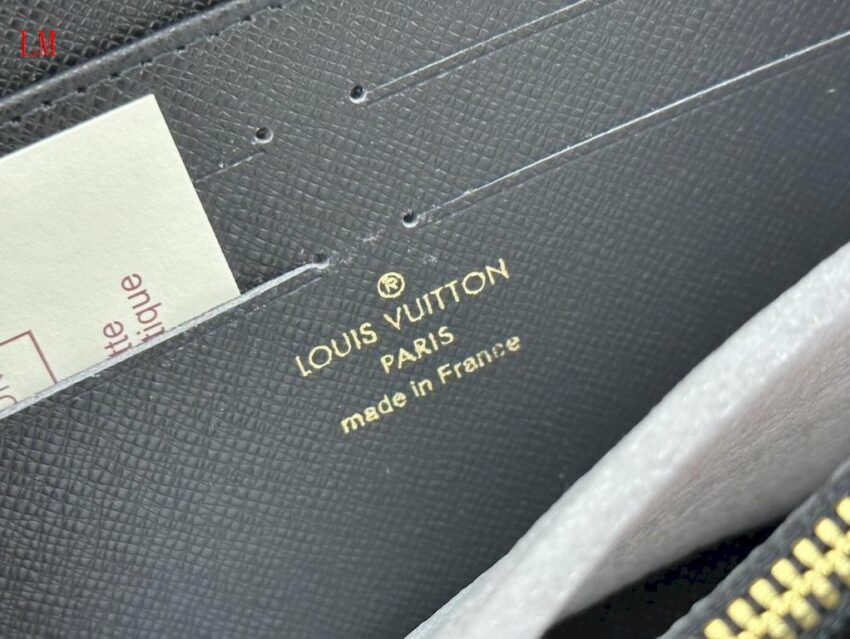 LM
®
LOUIS VUITTON
PARIS
made in France
tte
tique